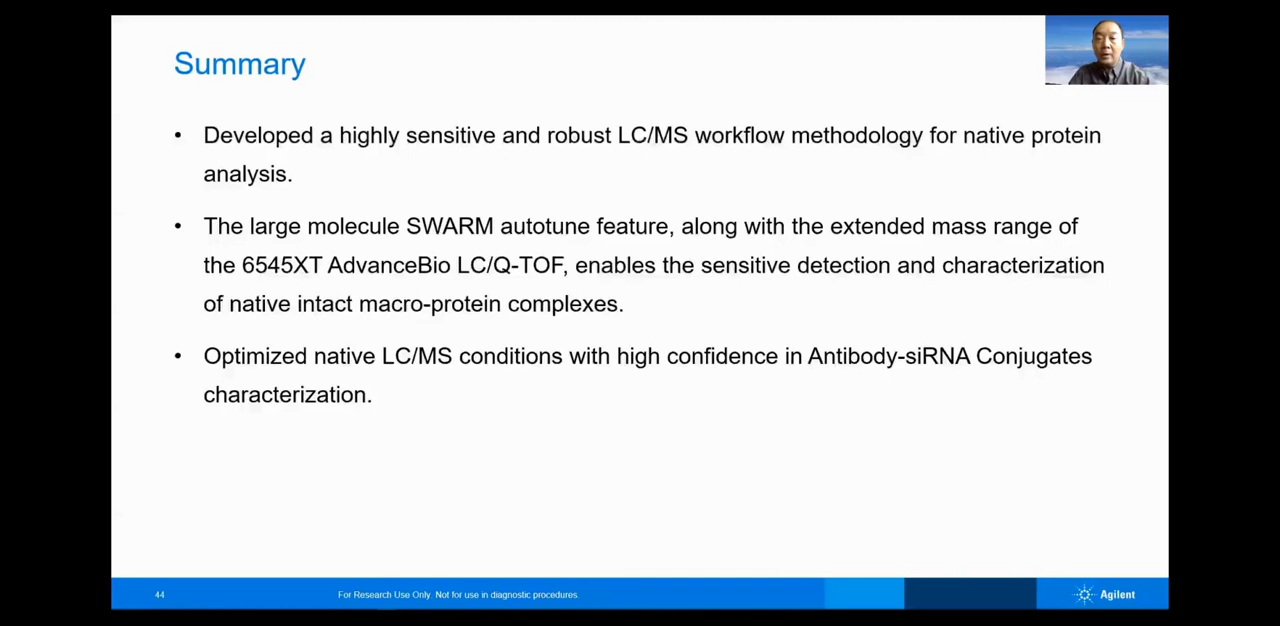 Summary
• Developed a highly sensitive and robust LC/MS workflow methodology for native protein
analysis.
• The large molecule SWARM autotune feature, along with the extended mass range of
the 6545XT AdvanceBio LC/Q-TOF, enables the sensitive detection and characterization
of native intact macro-protein complexes.
• Optimized native LC/MS conditions with high confidence in Antibody-siRNA Conjugates
characterization.
44
For Research Use Only. Not for use in diagnostic procedures.
Agilent